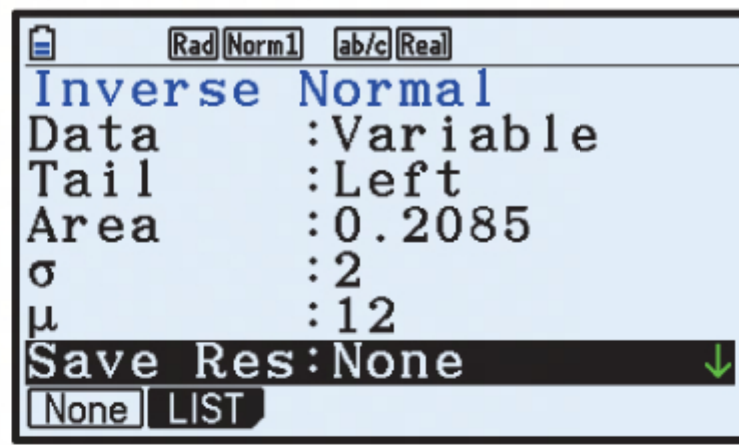 Rad Norm1 ab/c Real
Inverse Normal
Data :Variable
Tail :Left
Area :0.2085
σ :2
μ :12
Save Res:None
None LIST